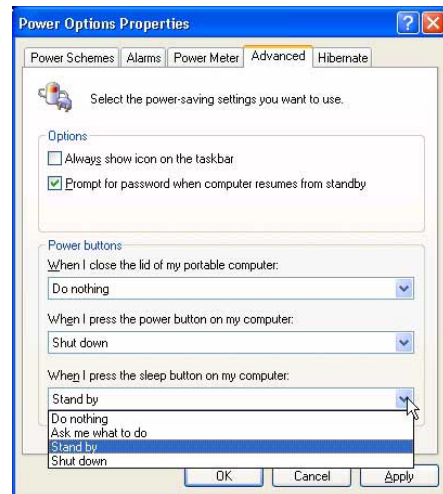 Power Options Properties
Power Schemes Alarms Power Meter Advanced Hibernate
Select the power-saving settings you want to use.
Options
Always show icon on the taskbar
Prompt for password when computer resumes from standby
Power buttons
When I close the lid of my portable computer:
Do nothing
When I press the power button on my computer:
Shut down
When I press the sleep button on my computer:
Stand by
Do nothing
Ask me what to do
Stand by
Shut down
OK Cancel Apply